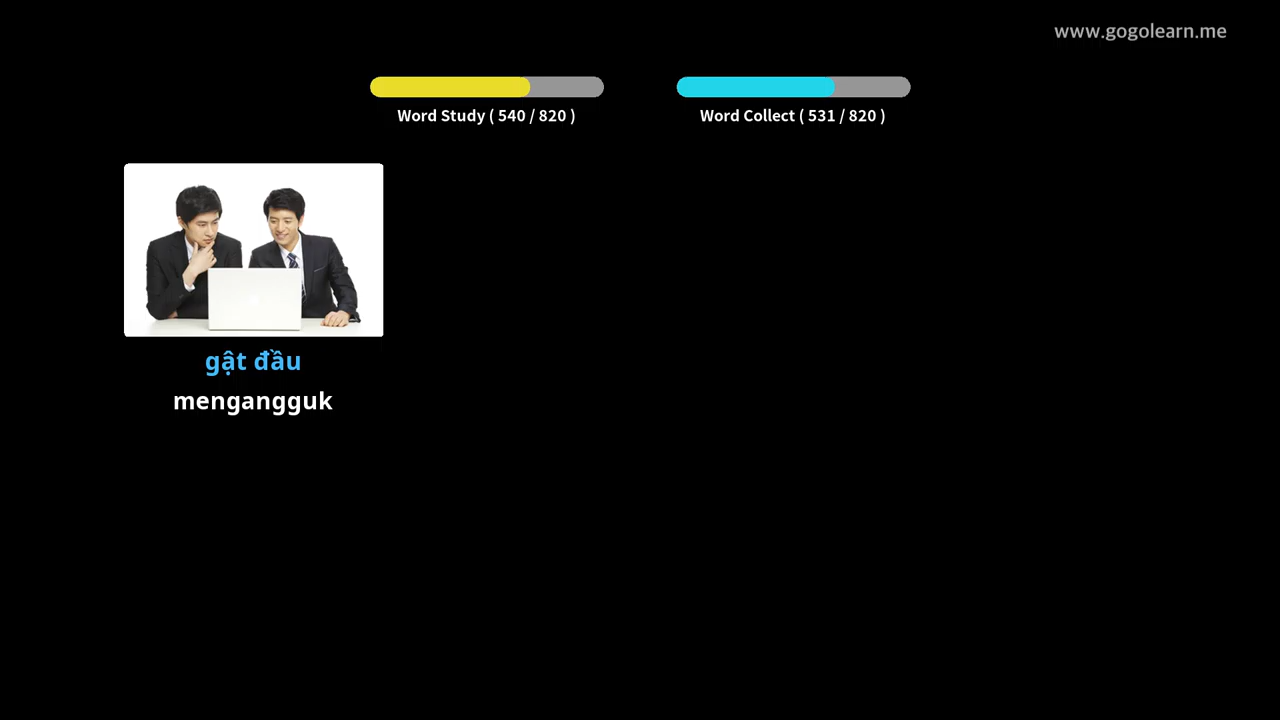 www.gogolearn.me
Word Study ( 540 / 820 )
Word Collect ( 531 / 820 )
gật đầu
mengangguk